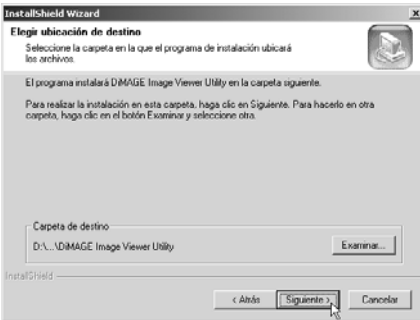 InstallShield Wizard
Elegir ubicación de destino
Seleccione la carpeta en la que el programa de instalación ubicará
los archivos.
El programa instalará DiMAGE Image Viewer Utility en la carpeta siguiente.
Para realizar la instalación en esta carpeta, haga clic en Siguiente. Para hacerlo en otra
carpeta, haga clic en el botón Examinar y seleccione otra.
Carpeta de destino
D:\...\DiMAGE Image Viewer Utility
Examinar...
InstallShield
< Atrás
Siguiente >
Cancelar